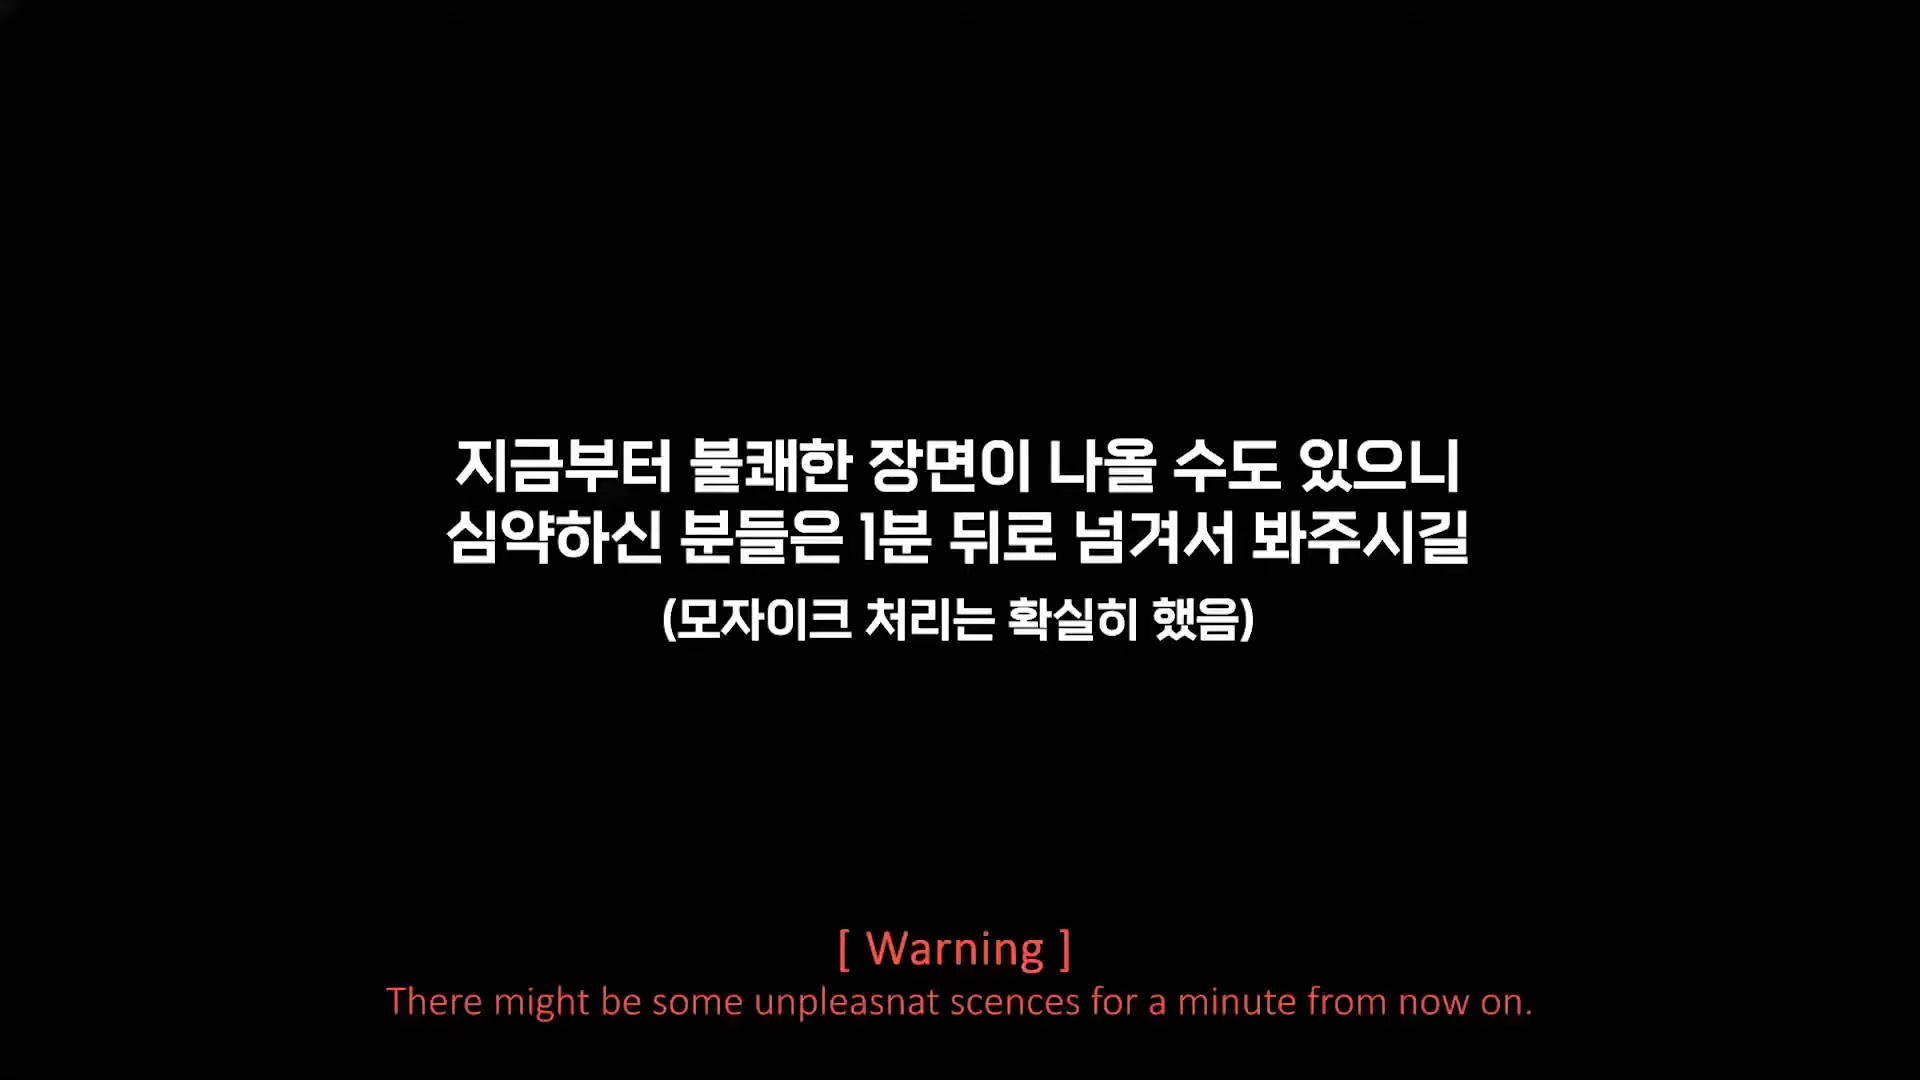 지금부터 불쾌한 장면이 나올 수도 있으니
심약하신 분들은 1분 뒤로 넘겨서 봐주시길
(모자이크 처리는 확실히 했음)
[ Warning ]
There might be some unpleasnat scences for a minute from now on.